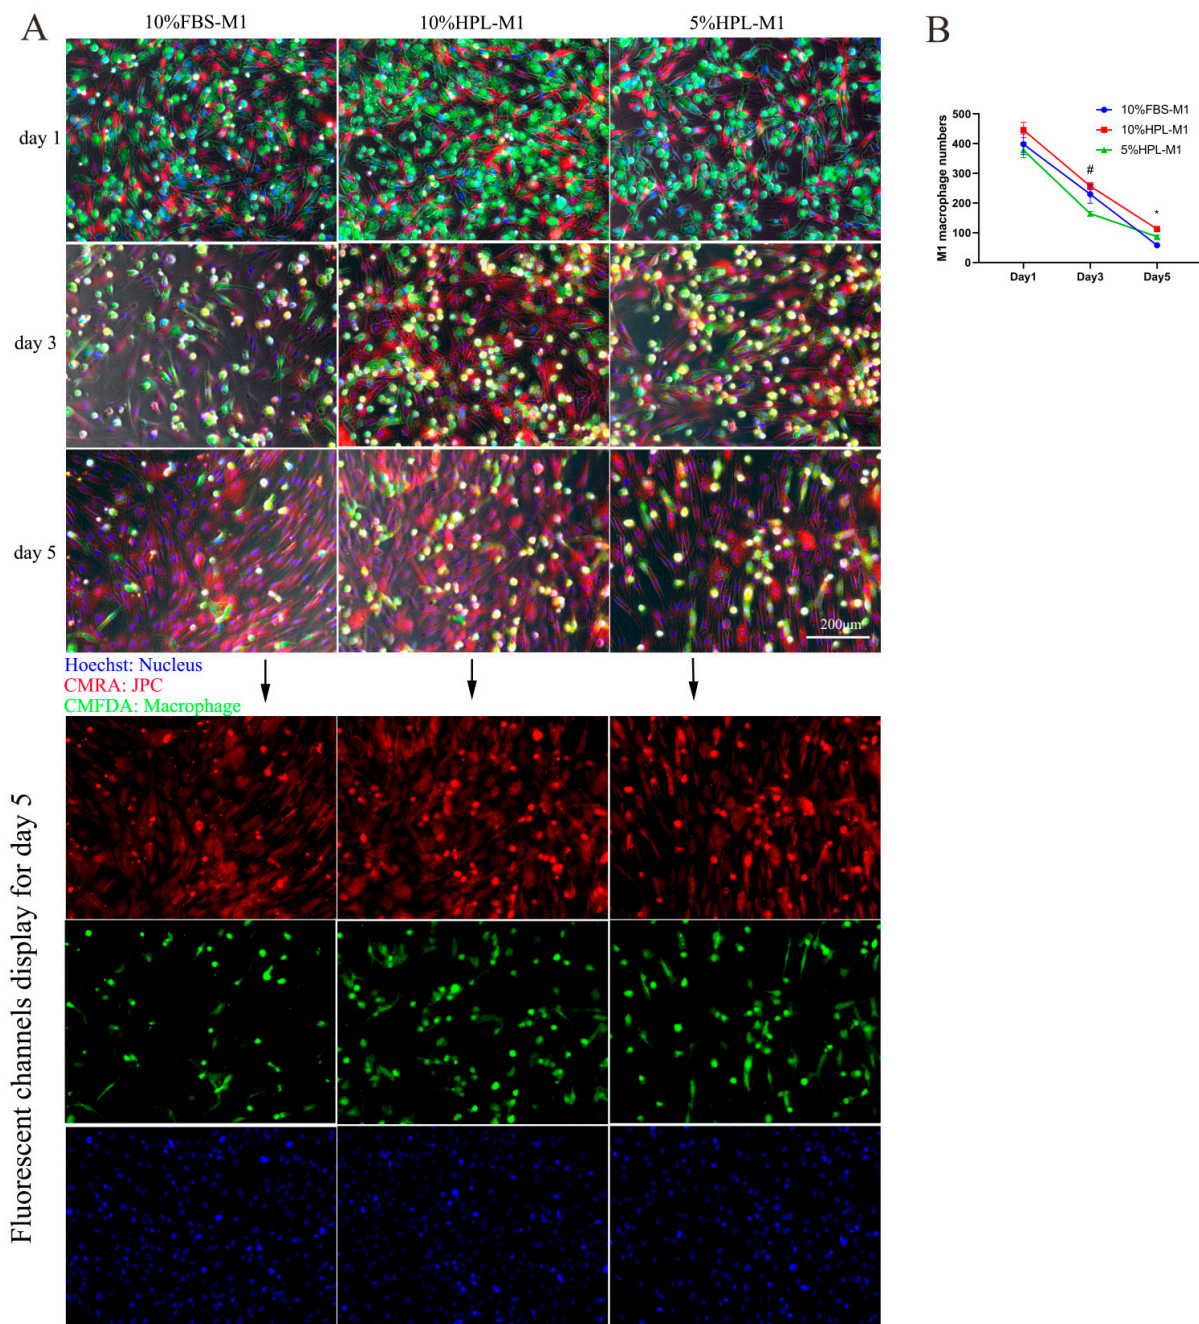 A
10%FBS-M1 10%HPL-M1 5%HPL-M1
day 1
day 3
day 5
200μm
Hoechst: Nucleus
CMRA: JPC
CMFDA: Macrophage
Fluorescent channels display for day 5
B
10%FBS-M1
10%HPL-M1
5%HPL-M1
M1 macrophage numbers
500
400
300
200
100
0
#
*
Day1 Day3 Day5